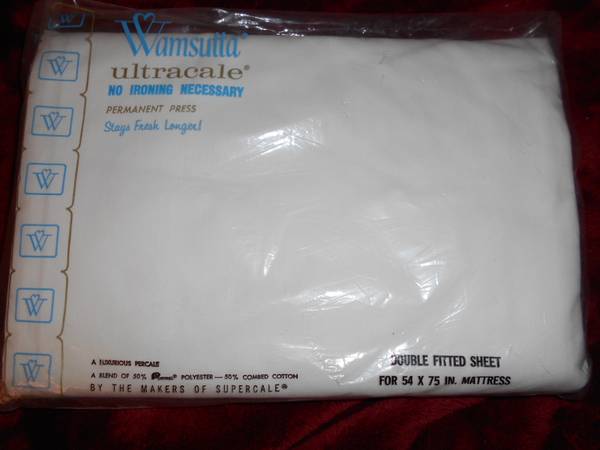 Wamsutta®
ultracale®
NO IRONING NECESSARY
PERMANENT PRESS
Stays Fresh Longer!
W
W
W
W
W
W
A LUXURIOUS PERCALE
A BLEND OF 50% POLYESTER — 50% COMBED COTTON
BY THE MAKERS OF SUPERCALE®
DOUBLE FITTED SHEET
FOR 54 X 75 IN. MATTRESS